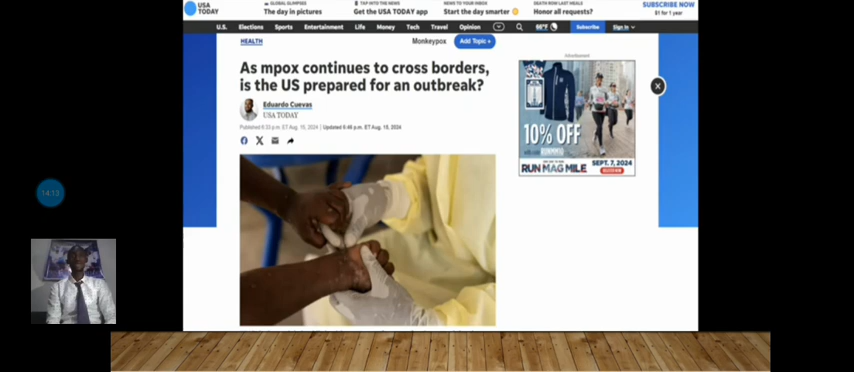 USA
TODAY
GLOBAL GLIMPSES
The day in pictures
TAP INTO THE NEWS
Get the USA TODAY app
NEWS TO YOUR INBOX
Start the day smarter
DEATH ROW LAST MEALS
Honor all requests?
SUBSCRIBE NOW
$1 for 1 year
U.S. Elections Sports Entertainment Life Money Tech Travel Opinion Subscribe Sign In
HEALTH
Monkeypox Add Topic +
As mpox continues to cross borders,
is the US prepared for an outbreak?
Eduardo Cuevas
USA TODAY
Published 6:33 p.m. ET Aug. 15, 2024 | Updated 6:49 p.m. ET Aug. 15, 2024
Advertisement
10% OFF
RUN MAG MILE
SEPT. 7, 2024
14:13